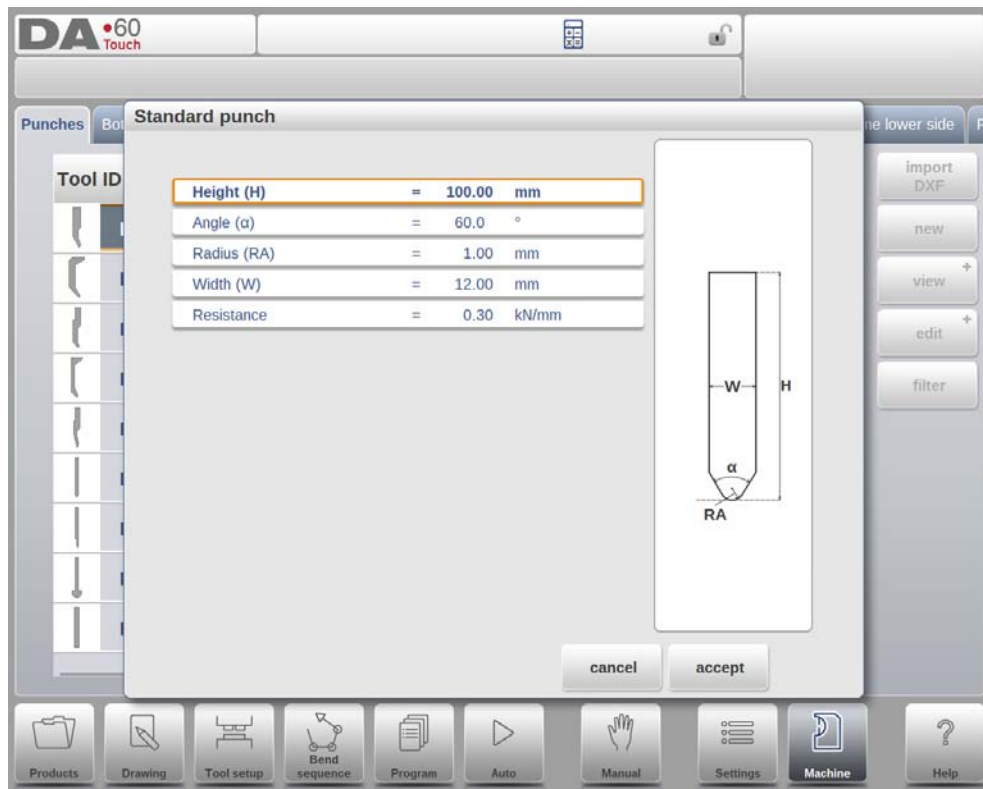 DA•60
Touch
Punches
Bot
Standard punch
ne lower side
Tool ID
Height (H) = 100.00 mm
Angle (α) = 60.0 °
Radius (RA) = 1.00 mm
Width (W) = 12.00 mm
Resistance = 0.30 kN/mm
W
H
α
RA
import
DXF
new
view +
edit +
filter
cancel
accept
Products
Drawing
Tool setup
Bend
sequence
Program
Auto
Manual
Settings
Machine
Help